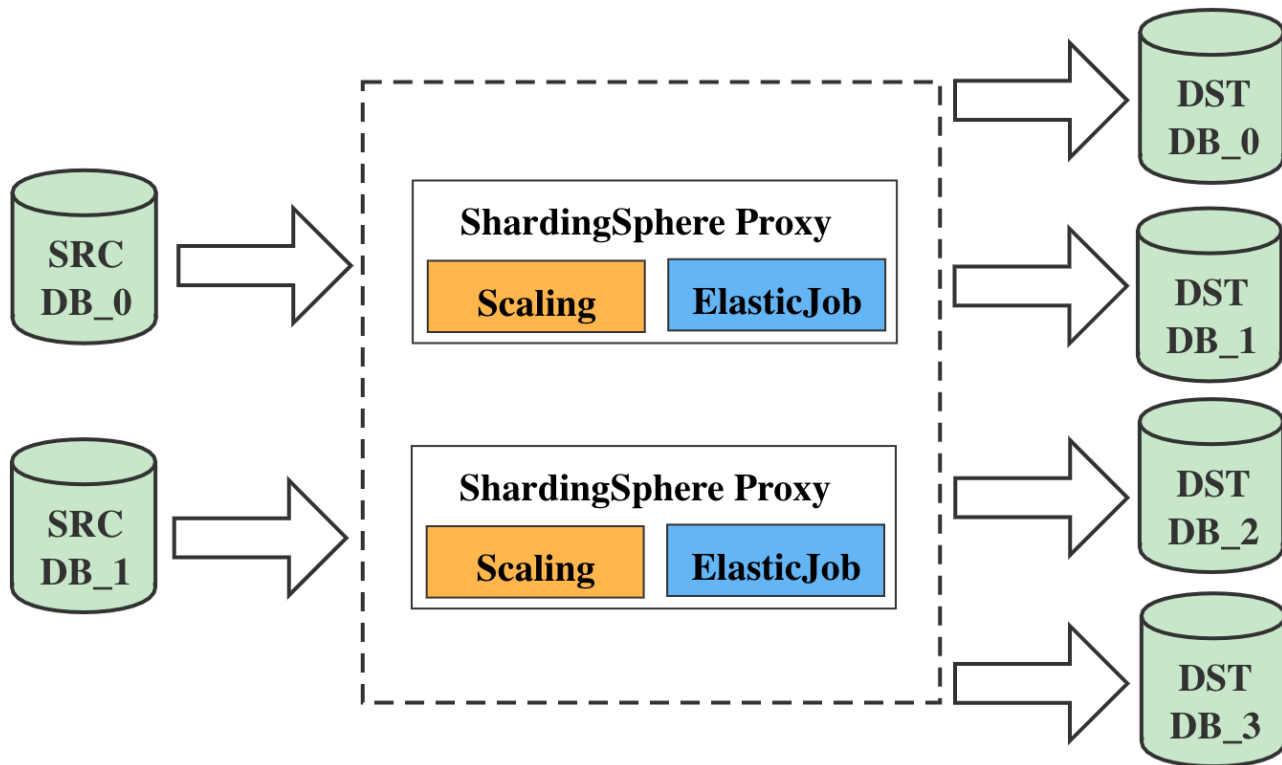 SRC
DB_0
SRC
DB_1
ShardingSphere Proxy
Scaling
ElasticJob
ShardingSphere Proxy
Scaling
ElasticJob
DST
DB_0
DST
DB_1
DST
DB_2
DST
DB_3